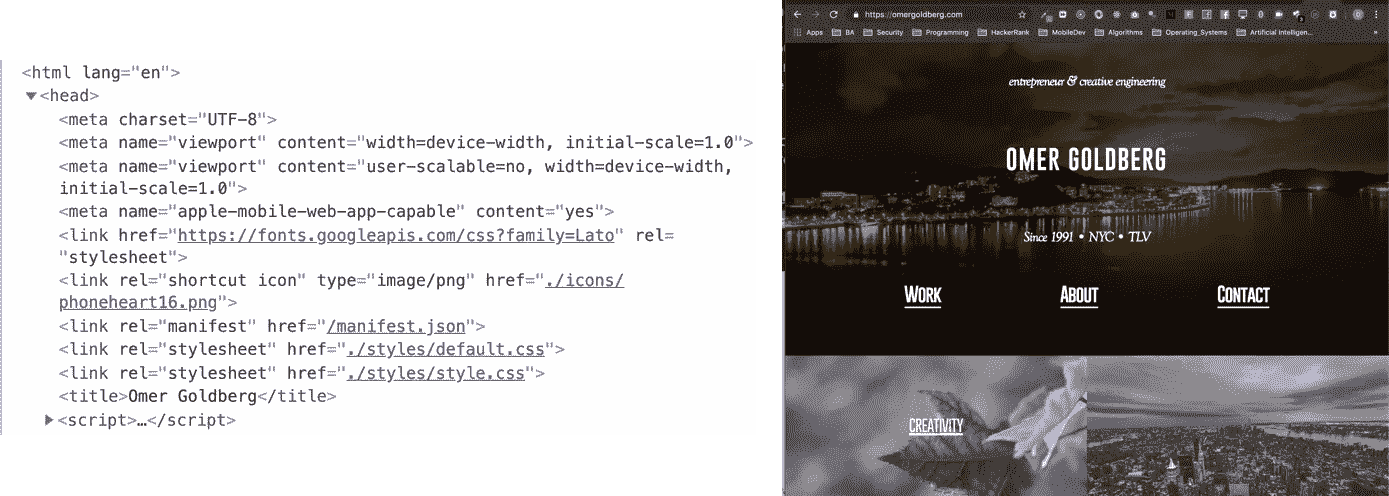 <html lang="en">
▼<head>
<meta charset="UTF-8">
<meta name="viewport" content="width=device-width, initial-scale=1.0">
<meta name="viewport" content="user-scalable=no, width=device-width,
initial-scale=1.0">
<meta name="apple-mobile-web-app-capable" content="yes">
<link href="https://fonts.googleapis.com/css?family=Lato" rel=
"stylesheet">
<link rel="shortcut icon" type="image/png" href="./icons/
phoneheart16.png">
<link rel="manifest" href="/manifest.json">
<link rel="stylesheet" href="./styles/default.css">
<link rel="stylesheet" href="./styles/style.css">
<title>Omer Goldberg</title>
▶<script>…</script>
https://omergoldberg.com
Apps BA Security Programming HackerRank MobileDev Algorithms Operating_Systems Artificial Intelligen...
entrepreneur & creative engineering
OMER GOLDBERG
Since 1991 • NYC • TLV
WORK ABOUT CONTACT
CREATIVITY